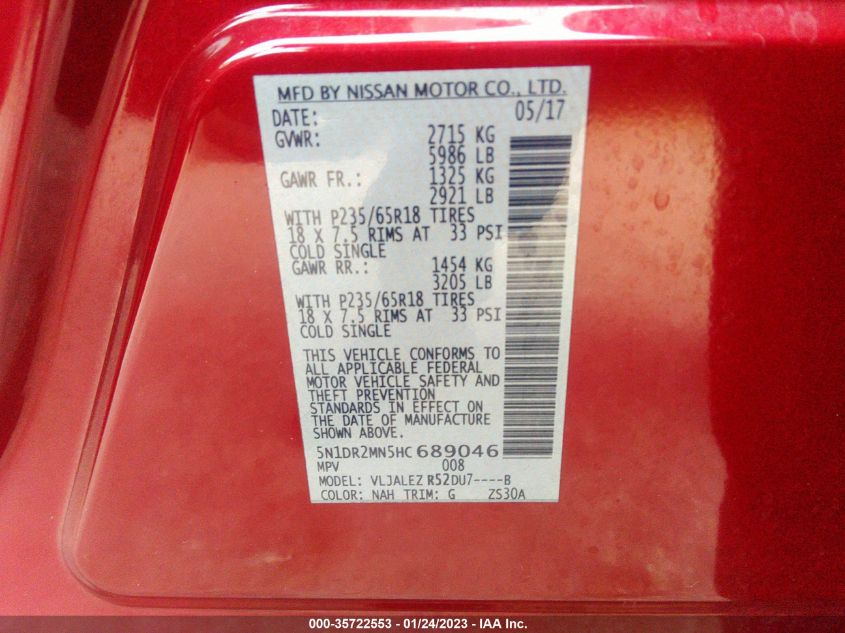 MFD BY NISSAN MOTOR CO., LTD.
DATE: 05/17
GVWR: 2715 KG
5986 LB
GAWR FR.: 1325 KG
2921 LB
WITH P235/65R18 TIRES
18 X 7.5 RIMS AT 33 PSI
COLD SINGLE
GAWR RR.: 1454 KG
3205 LB
WITH P235/65R18 TIRES
18 X 7.5 RIMS AT 33 PSI
COLD SINGLE
THIS VEHICLE CONFORMS TO
ALL APPLICABLE FEDERAL
MOTOR VEHICLE SAFETY AND
THEFT PREVENTION
STANDARDS IN EFFECT ON
THE DATE OF MANUFACTURE
SHOWN ABOVE.
5N1DR2MN5HC689046
MPV 008
MODEL: VLJALEZ R52DU7----B
COLOR: NAH TRIM: G ZS30A
000-35722553 - 01/24/2023 - IAA Inc.